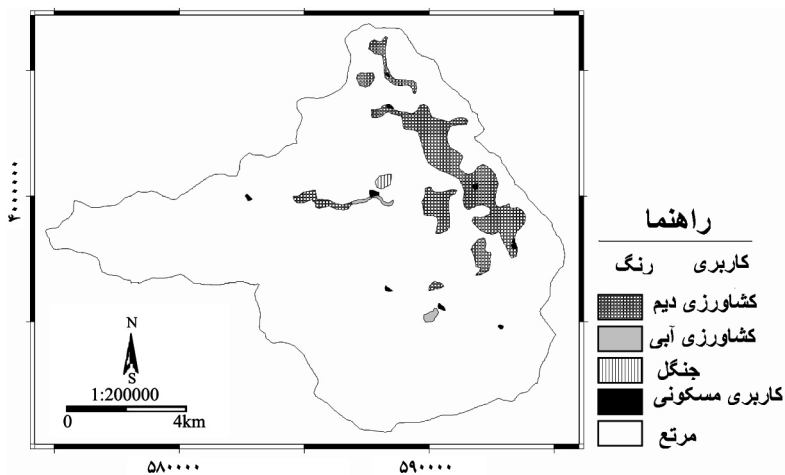 ۴۰۰۰۰۰۰
N
S
1:200000
0 4km
۵۸۰۰۰۰ ۵۹۰۰۰۰
راهنما
کاربری رنگ
کشاورزی دیم
کشاورزی آبی
جنگل
کاربری مسکونی
مرتع